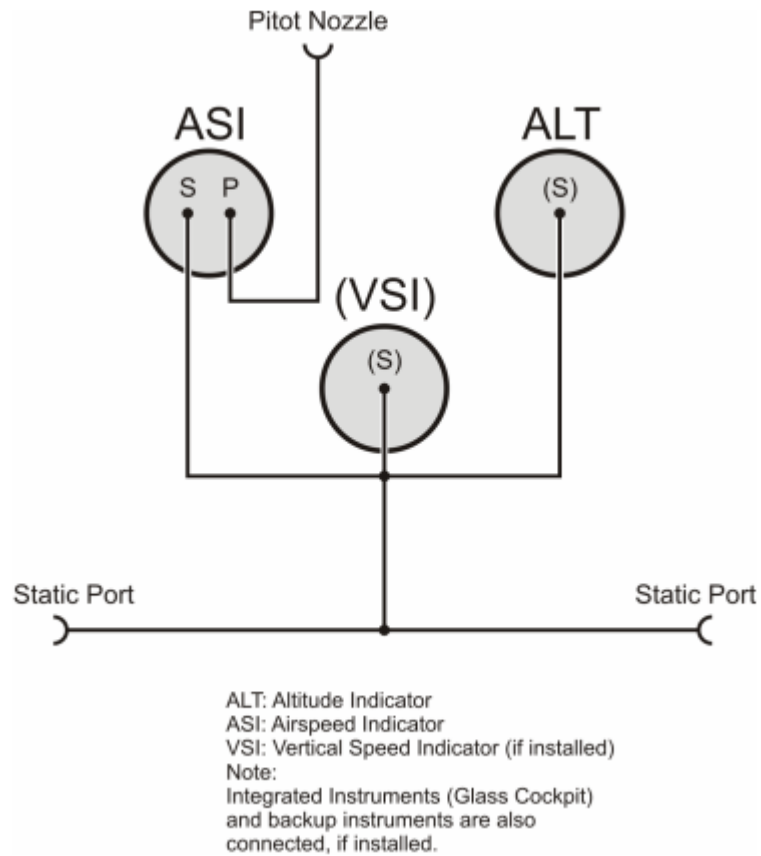 Pitot Nozzle
ASI
ALT
S P
(S)
(VSI)
(S)
Static Port
Static Port
ALT: Altitude Indicator
ASI: Airspeed Indicator
VSI: Vertical Speed Indicator (if installed)
Note:
Integrated Instruments (Glass Cockpit)
and backup instruments are also
connected, if installed.